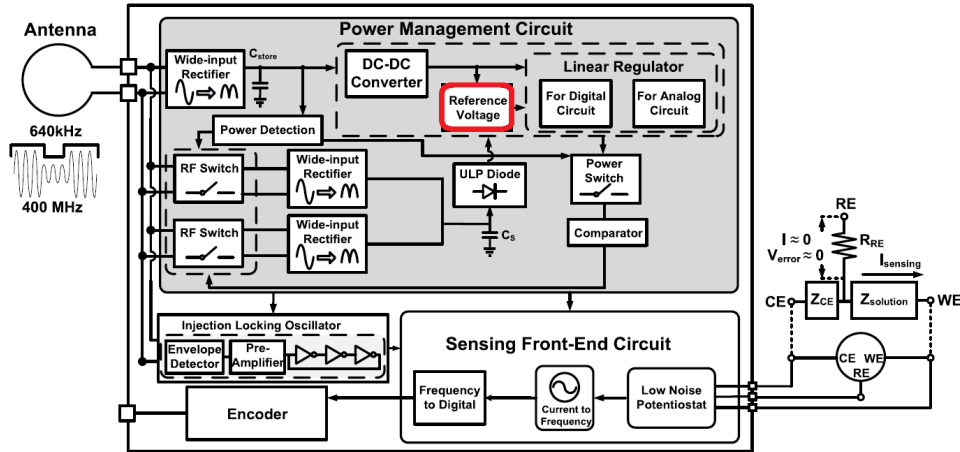 Power Management Circuit
Antenna
640kHz
400 MHz
Wide-input
Rectifier
Cstore
DC-DC
Converter
Reference
Voltage
Linear Regulator
For Digital
Circuit
For Analog
Circuit
Power Detection
RF Switch
Wide-input
Rectifier
RF Switch
Wide-input
Rectifier
ULP Diode
CS
Power
Switch
Comparator
RE
I ≈ 0
Verror ≈ 0
RRE
Isensing
CE
ZCE
Zsolution
WE
CE WE
RE
Injection Locking Oscillator
Envelope
Detector
Pre-
Amplifier
Sensing Front-End Circuit
Encoder
Frequency
to Digital
Current to
Frequency
Low Noise
Potentiostat